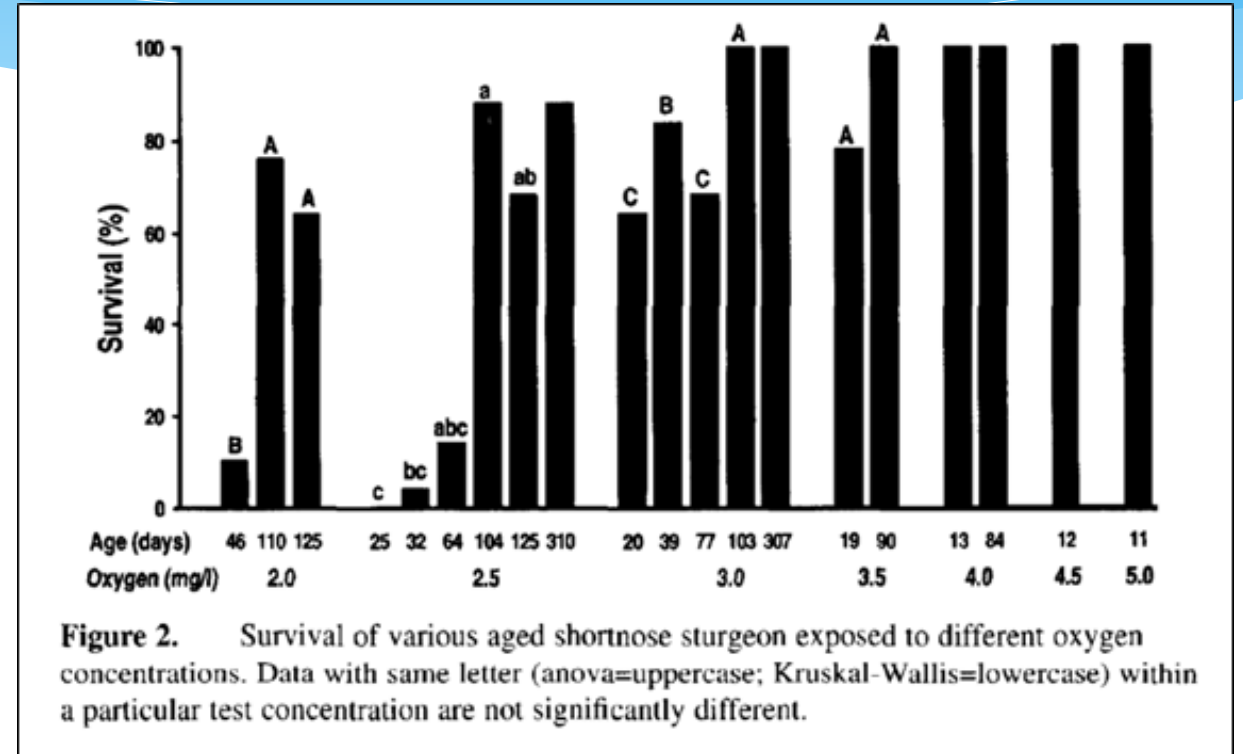 100
A
A
a
B
80
A
A
ab
C
C
A
60
Survival (%)
40
abc
20
B
bc
c
0
Age (days) 46 110 125 25 32 64 104 125 310 20 39 77 103 307 19 90 13 84 12 11
Oxygen (mg/l) 2.0 2.5 3.0 3.5 4.0 4.5 5.0
Figure 2. Survival of various aged shortnose sturgeon exposed to different oxygen
concentrations. Data with same letter (anova=uppercase; Kruskal-Wallis=lowercase) within
a particular test concentration are not significantly different.